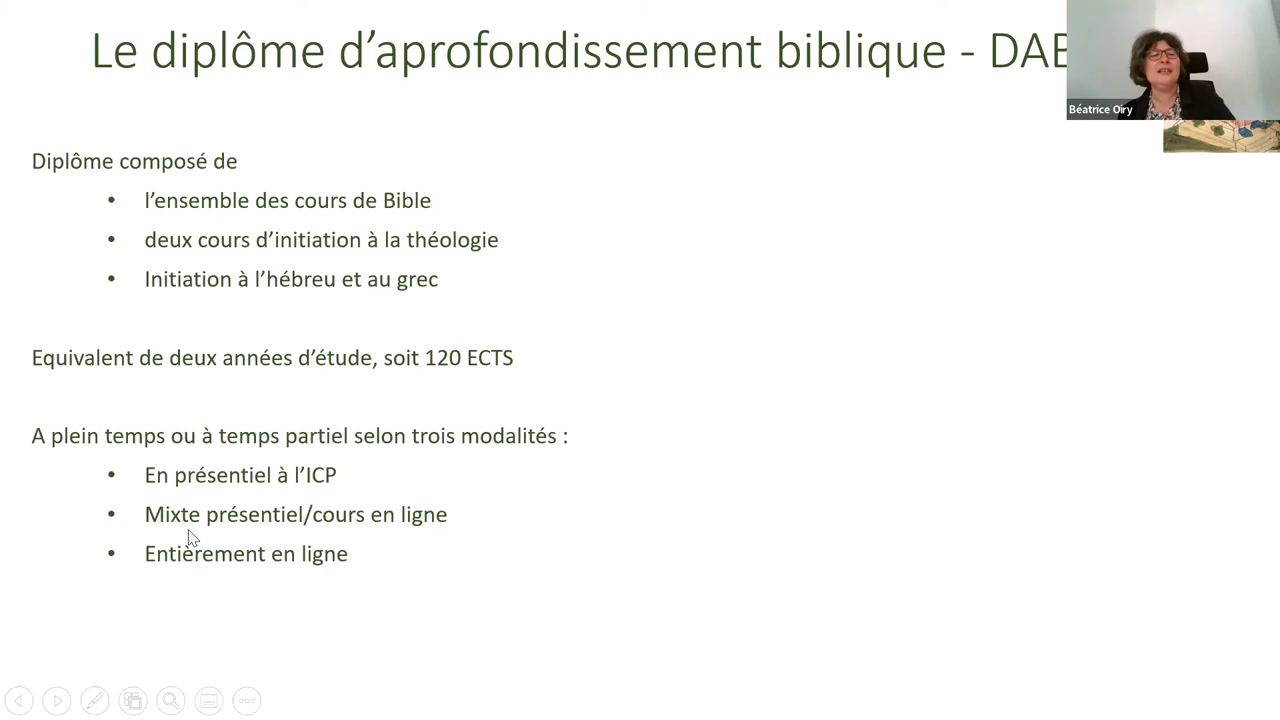 Le diplôme d’aprofondissement biblique - DAB
Béatrice Oiry
Diplôme composé de
• l’ensemble des cours de Bible
• deux cours d’initiation à la théologie
• Initiation à l’hébreu et au grec
Equivalent de deux années d’étude, soit 120 ECTS
A plein temps ou à temps partiel selon trois modalités :
• En présentiel à l’ICP
• Mixte présentiel/cours en ligne
• Entièrement en ligne